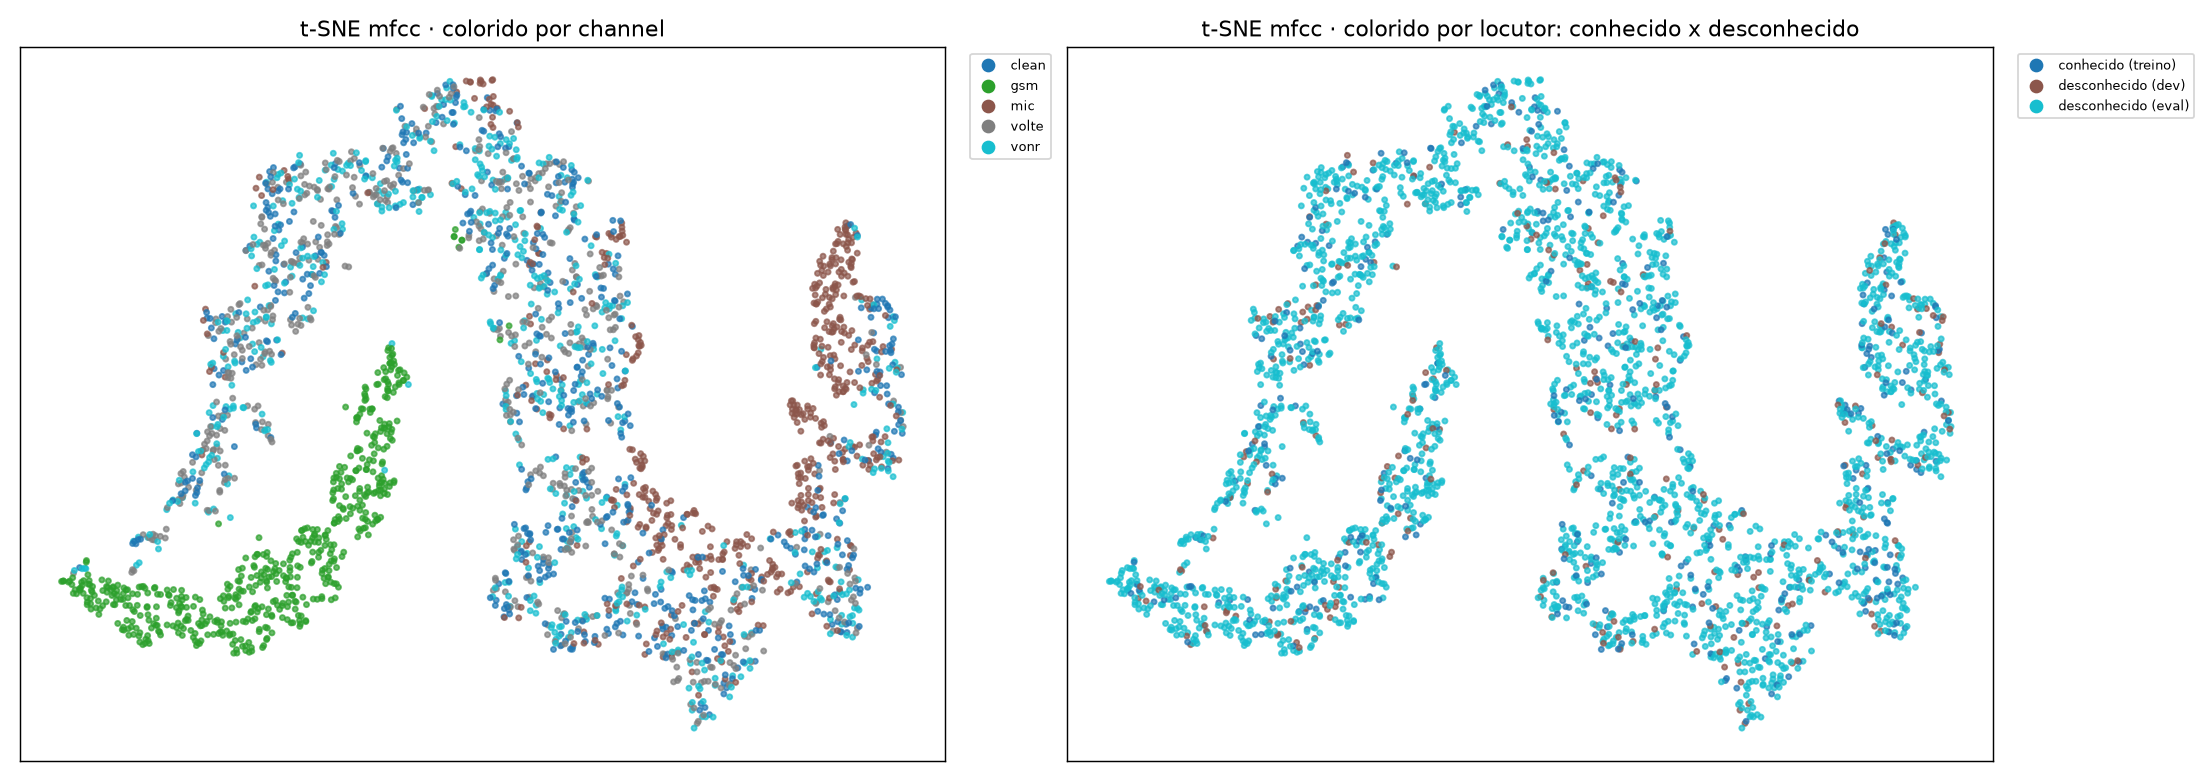 t-SNE mfcc · colorido por channel
clean
gsm
mic
volte
vonr
t-SNE mfcc · colorido por locutor: conhecido x desconhecido
conhecido (treino)
desconhecido (dev)
desconhecido (eval)